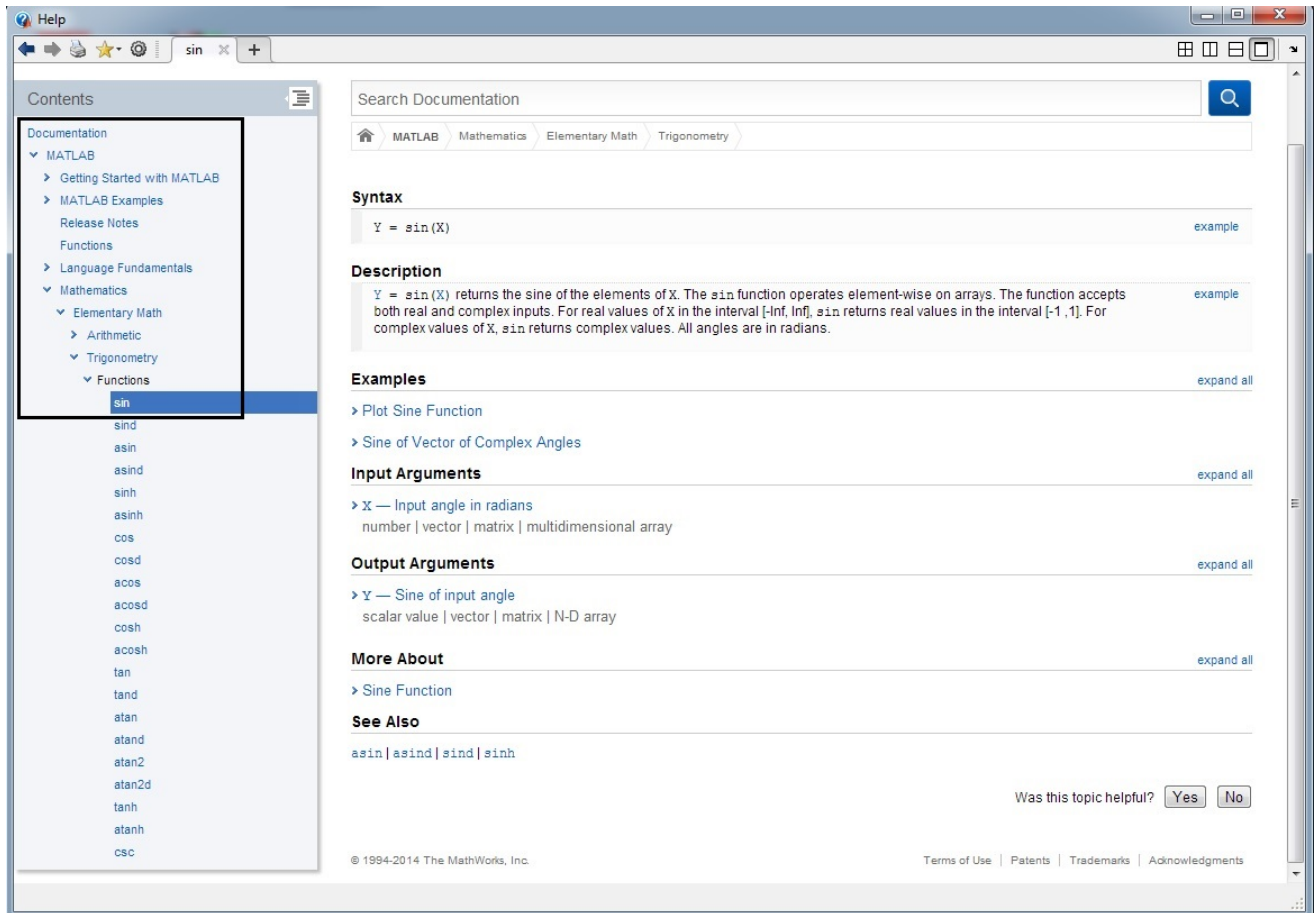 Help
sin
Contents
Documentation
MATLAB
Getting Started with MATLAB
MATLAB Examples
Release Notes
Functions
Language Fundamentals
Mathematics
Elementary Math
Arithmetic
Trigonometry
Functions
sin
sind
asin
asind
sinh
asinh
cos
cosd
acos
acosd
cosh
acosh
tan
tand
atan
atand
atan2
atan2d
tanh
atanh
csc
Search Documentation
MATLAB Mathematics Elementary Math Trigonometry
Syntax
Y = sin(X) example
Description
Y = sin(X) returns the sine of the elements of X. The sin function operates element-wise on arrays. The function accepts example
both real and complex inputs. For real values of X in the interval [-Inf, Inf], sin returns real values in the interval [-1 ,1]. For
complex values of X, sin returns complex values. All angles are in radians.
Examples expand all
Plot Sine Function
Sine of Vector of Complex Angles
Input Arguments expand all
X — Input angle in radians
number | vector | matrix | multidimensional array
Output Arguments expand all
Y — Sine of input angle
scalar value | vector | matrix | N-D array
More About expand all
Sine Function
See Also
asin | asind | sind | sinh
Was this topic helpful? Yes No
© 1994-2014 The MathWorks, Inc. Terms of Use | Patents | Trademarks | Acknowledgments